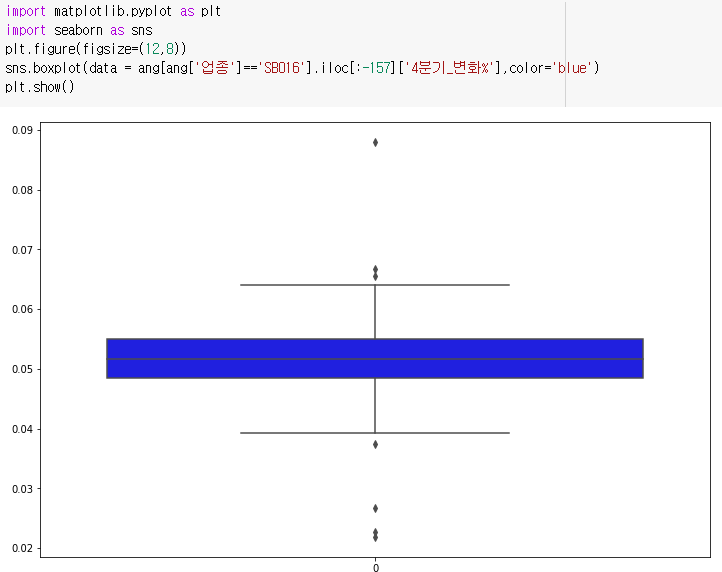 import matplotlib.pyplot as plt
import seaborn as sns
plt.figure(figsize=(12,8))
sns.boxplot(data = ang[ang['업종']=='SB016'].iloc[:-157]['4분기_변화%'],color='blue')
plt.show()
0.09
0.08
0.07
0.06
0.05
0.04
0.03
0.02
0